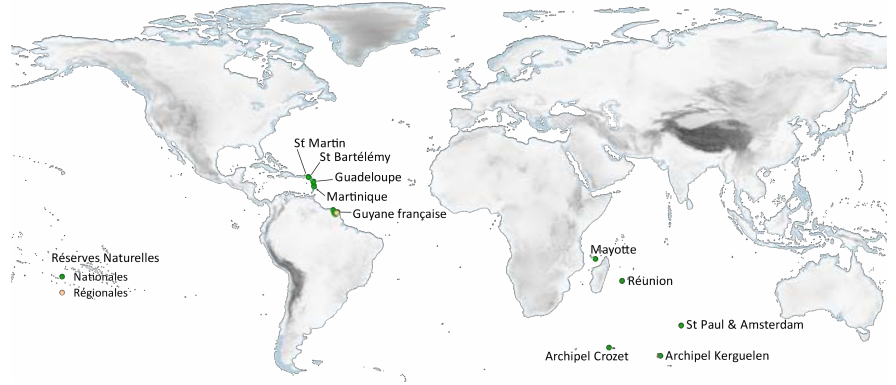 St Martin
St Bartélémy
Guadeloupe
Martinique
Guyane française
Réserves Naturelles
Nationales
Régionales
Mayotte
Réunion
St Paul & Amsterdam
Archipel Crozet
Archipel Kerguelen